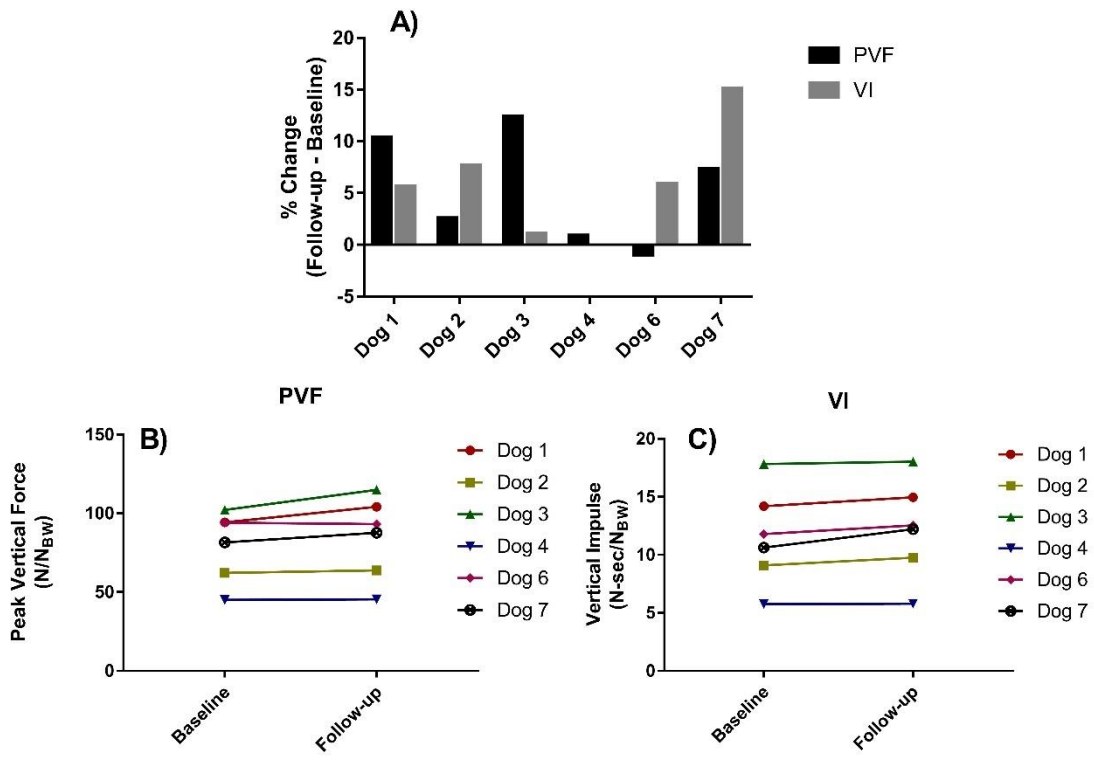 A)
20
15
10
5
0
-5
% Change
(Follow-up - Baseline)
PVF
VI
Dog 1
Dog 2
Dog 3
Dog 4
Dog 6
Dog 7
PVF
B)
150
100
50
0
Peak Vertical Force
(N/NBW)
Baseline
Follow-up
Dog 1
Dog 2
Dog 3
Dog 4
Dog 6
Dog 7
VI
C)
20
15
10
5
0
Vertical Impulse
(N-sec/NBW)
Baseline
Follow-up
Dog 1
Dog 2
Dog 3
Dog 4
Dog 6
Dog 7